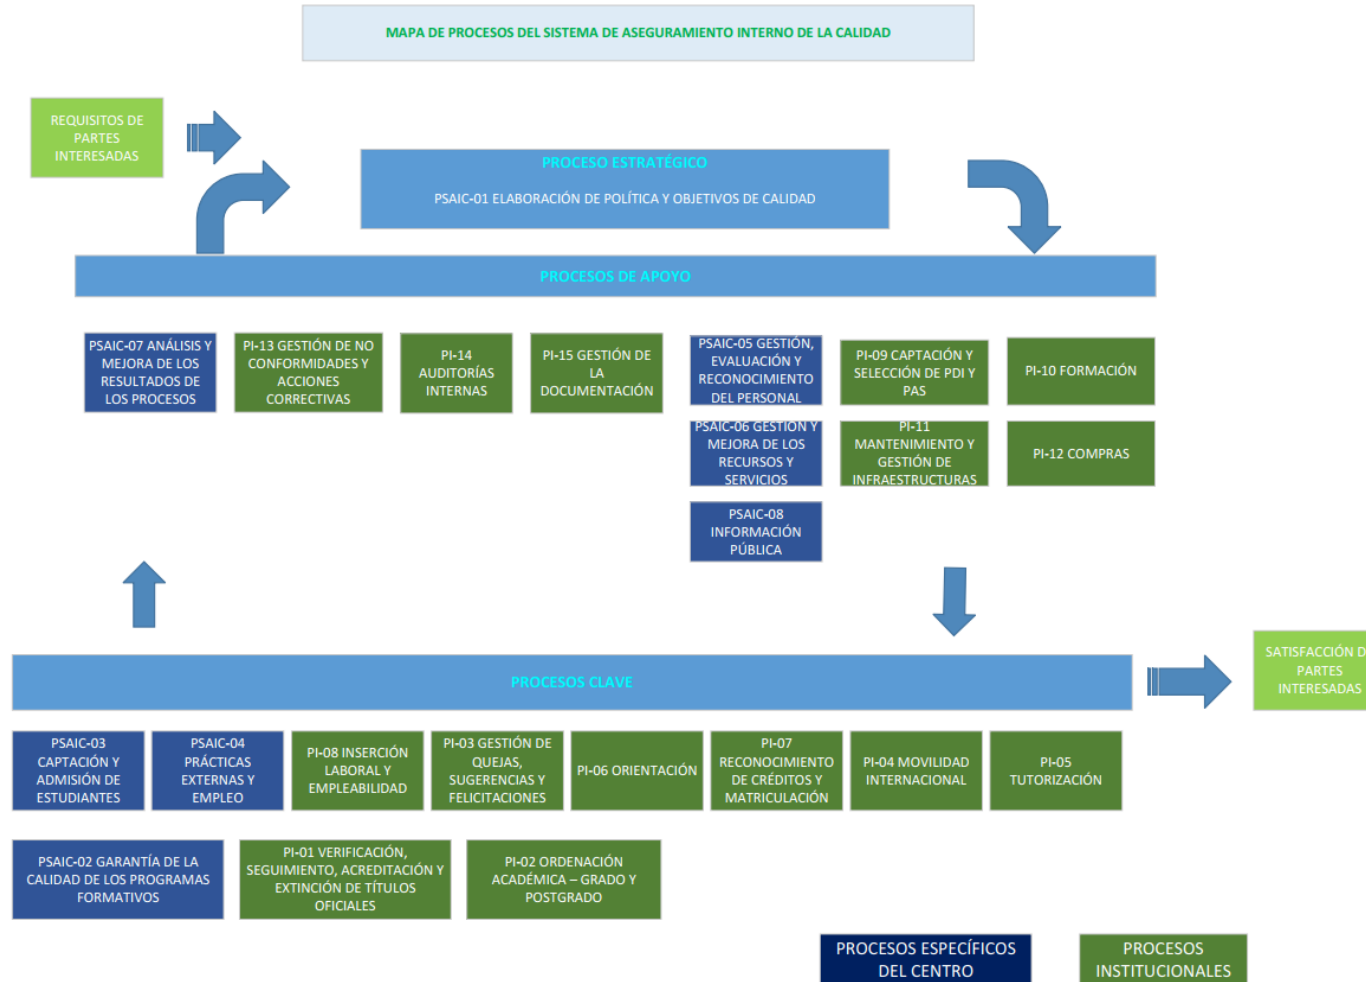 MAPA DE PROCESOS DEL SISTEMA DE ASEGURAMIENTO INTERNO DE LA CALIDAD
REQUISITOS DE
PARTES
INTERESADAS
PROCESO ESTRATÉGICO
PSAIC-01 ELABORACIÓN DE POLÍTICA Y OBJETIVOS DE CALIDAD
PROCESOS DE APOYO
PSAIC-07 ANÁLISIS Y
MEJORA DE LOS
RESULTADOS DE
LOS PROCESOS
PI-13 GESTIÓN DE NO
CONFORMIDADES Y
ACCIONES
CORRECTIVAS
PI-14
AUDITORÍAS
INTERNAS
PI-15 GESTIÓN DE
LA
DOCUMENTACIÓN
PSAIC-05 GESTIÓN,
EVALUACIÓN Y
RECONOCIMIENTO
DEL PERSONAL
PI-09 CAPTACIÓN Y
SELECCIÓN DE PDI Y
PAS
PI-10 FORMACIÓN
PSAIC-06 GESTIÓN Y
MEJORA DE LOS
RECURSOS Y
SERVICIOS
PI-11
MANTENIMIENTO Y
GESTIÓN DE
INFRAESTRUCTURAS
PI-12 COMPRAS
PSAIC-08
INFORMACIÓN
PÚBLICA
PROCESOS CLAVE
SATISFACCIÓN D
PARTES
INTERESADAS
PSAIC-03
CAPTACIÓN Y
ADMISIÓN DE
ESTUDIANTES
PSAIC-04
PRÁCTICAS
EXTERNAS Y
EMPLEO
PI-08 INSERCIÓN
LABORAL Y
EMPLEABILIDAD
PI-03 GESTIÓN DE
QUEJAS,
SUGERENCIAS Y
FELICITACIONES
PI-06 ORIENTACIÓN
PI-07
RECONOCIMIENTO
DE CRÉDITOS Y
MATRICULACIÓN
PI-04 MOVILIDAD
INTERNACIONAL
PI-05
TUTORIZACIÓN
PSAIC-02 GARANTÍA DE LA
CALIDAD DE LOS PROGRAMAS
FORMATIVOS
PI-01 VERIFICACIÓN,
SEGUIMIENTO, ACREDITACIÓN Y
EXTINCIÓN DE TÍTULOS
OFICIALES
PI-02 ORDENACIÓN
ACADÉMICA – GRADO Y
POSTGRADO
PROCESOS ESPECÍFICOS
DEL CENTRO
PROCESOS
INSTITUCIONALES